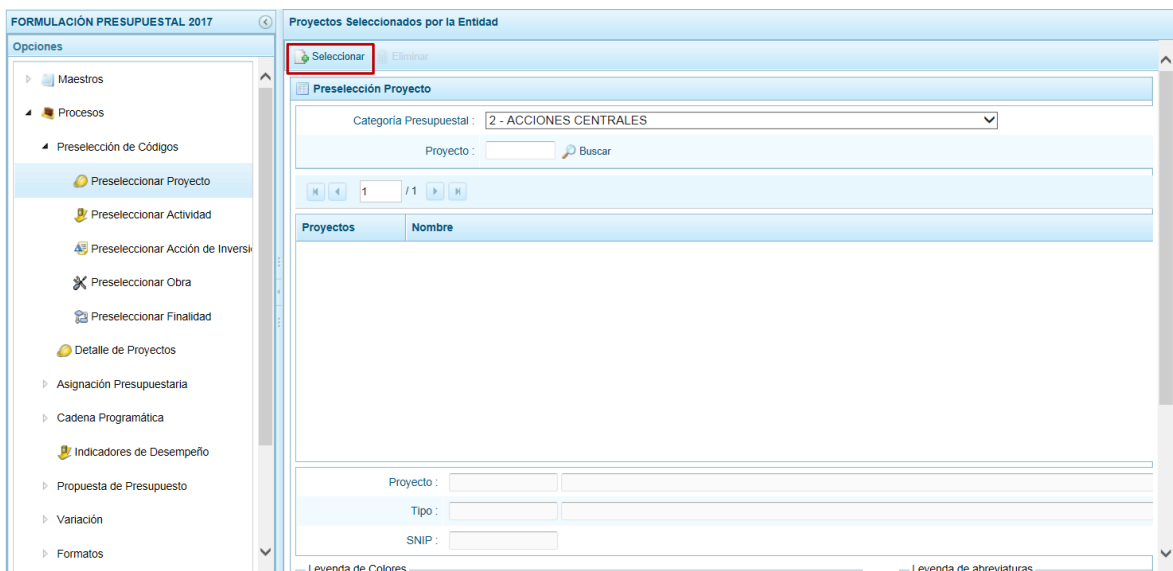 FORMULACIÓN PRESUPUESTAL 2017
Opciones
Maestros
Procesos
Preselección de Códigos
Preseleccionar Proyecto
Preseleccionar Actividad
Preseleccionar Acción de Inversi
Preseleccionar Obra
Preseleccionar Finalidad
Detalle de Proyectos
Asignación Presupuestaria
Cadena Programática
Indicadores de Desempeño
Propuesta de Presupuesto
Variación
Formatos
Proyectos Seleccionados por la Entidad
Seleccionar Eliminar
Preselección Proyecto
Categoría Presupuestal : 2 - ACCIONES CENTRALES
Proyecto : Buscar
1 / 1
Proyectos Nombre
Proyecto :
Tipo :
SNIP :
Leyenda de Colores Leyenda de abreviaturas